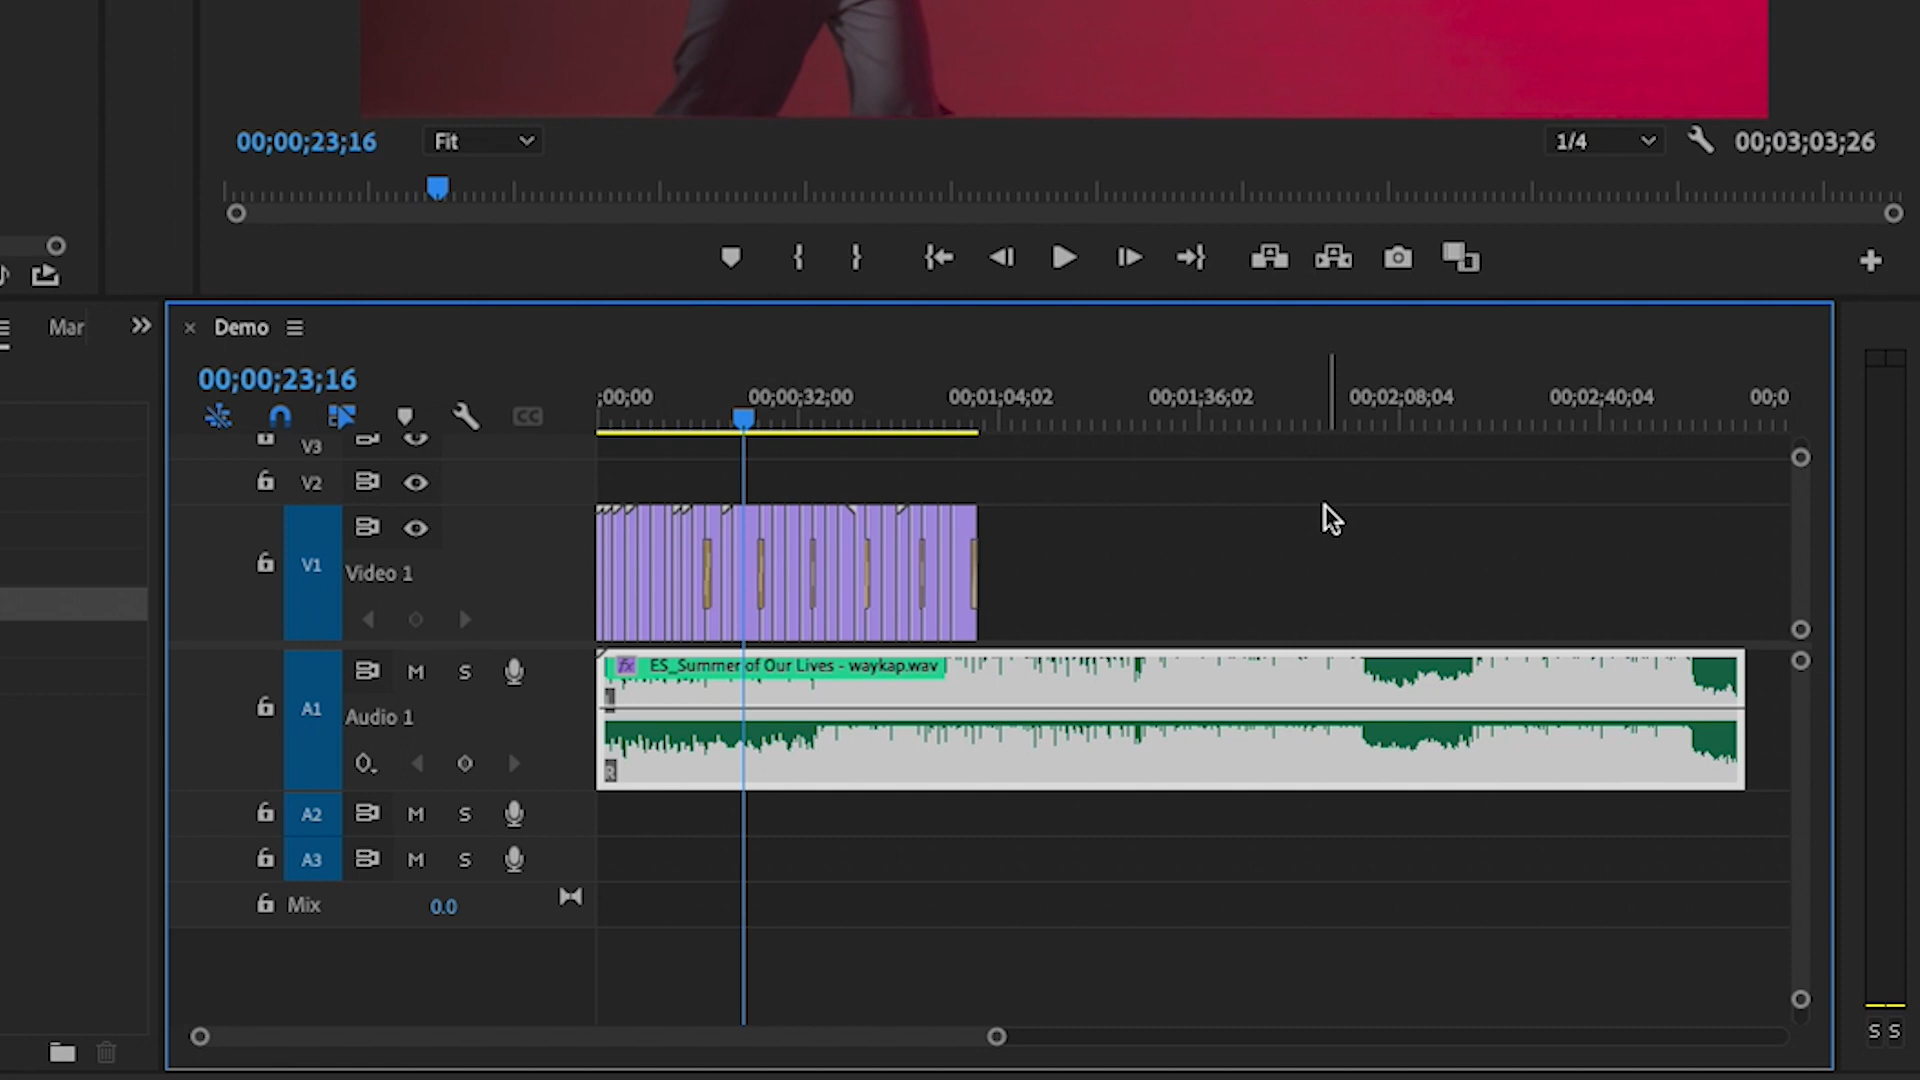 00;00;23;16 Fit 1/4 00;03;03;26
Mar
Demo
00;00;23;16
;00;00 00;00;32;00 00;01;04;02 00;01;36;02 00;02;08;04 00;02;40;04 00;0
CC
V3
V2
V1
Video 1
M S
fx ES_Summer of Our Lives - waykap.wav
A1
Audio 1
R
A2 M S
A3 M S
Mix 0.0
S S